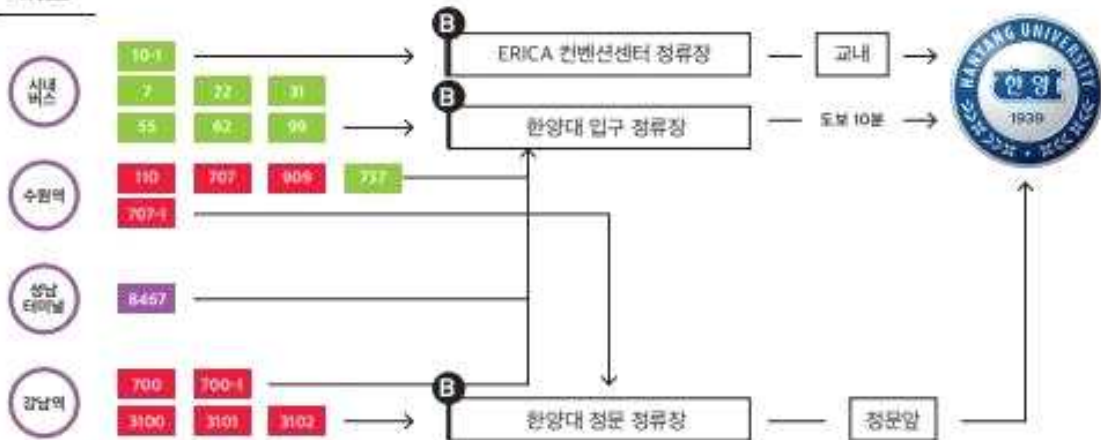 10-1
ERICA 컨벤션센터 정류장
교내
시내
버스
7 22 31
55 62 99
한양대 입구 정류장
도보 10분
HANYANG UNIVERSITY
한양
1939
수원역
110 707 909 737
707-1
성남
터미널
8467
강남역
700 700-1
3100 3101 3102
한양대 정문 정류장
정문앞
B
B
B